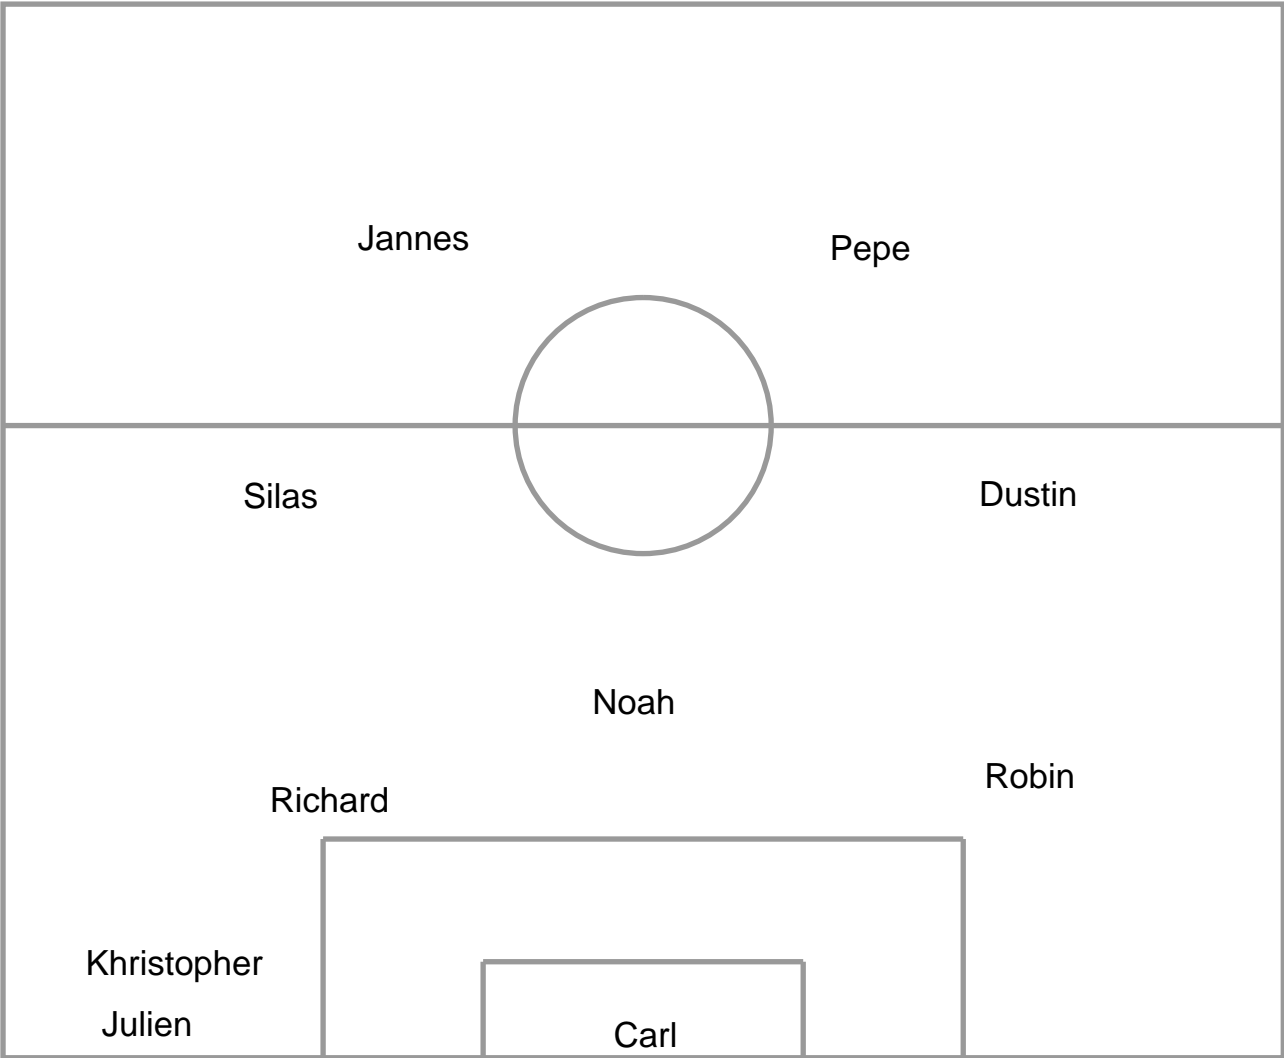 Jannes
Pepe
Silas
Dustin
Noah
Robin
Richard
Khristopher
Julien
Carl